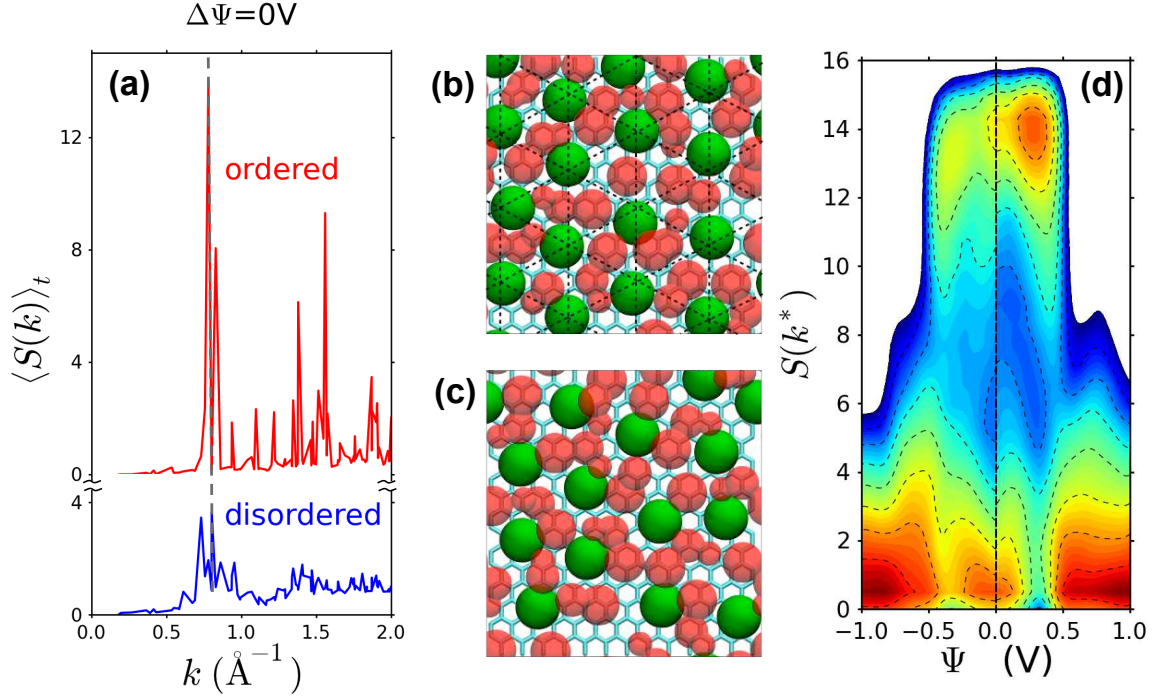 ΔΨ=0V
(a)
ordered
disordered
⟨S(k)⟩ₜ
12
8
4
0
4
0
0.0 0.5 1.0 1.5 2.0
k (Å⁻¹)
(b)
(c)
(d)
S(k*)
16
14
12
10
8
6
4
2
0
−1.0 −0.5 0.0 0.5 1.0
Ψ (V)